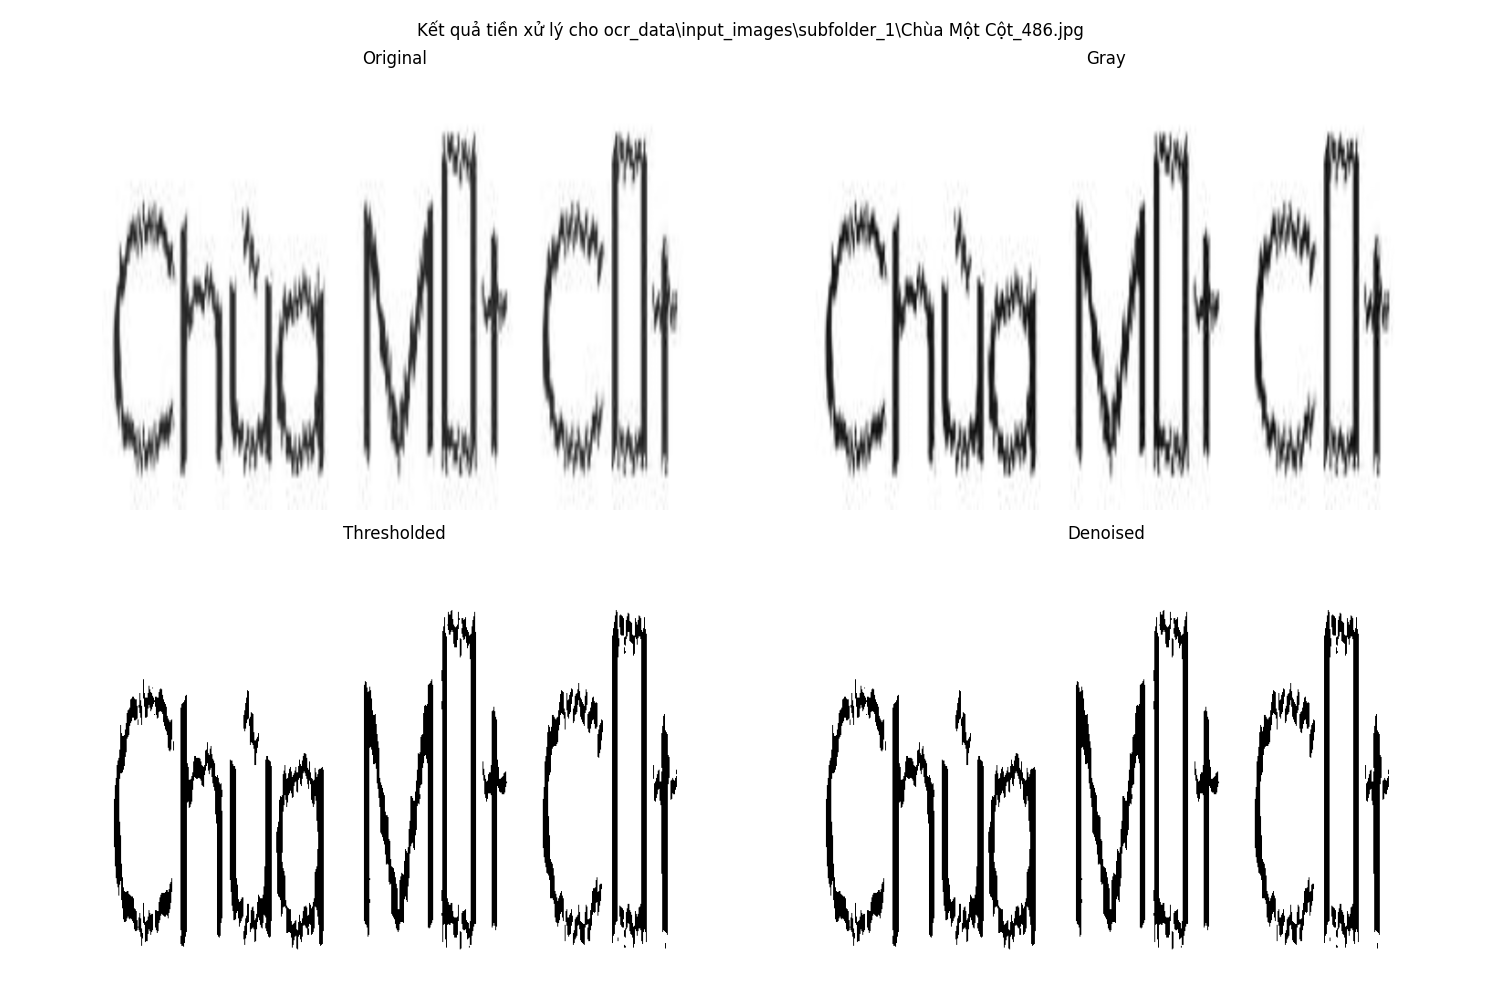 Kết quả tiền xử lý cho ocr_data\input_images\subfolder_1\Chùa Một Cột_486.jpg
Original
Gray
Chùa M▯t C▯t
Chùa M▯t C▯t
Thresholded
Denoised
Chùa M▯t C▯t
Chùa M▯t C▯t